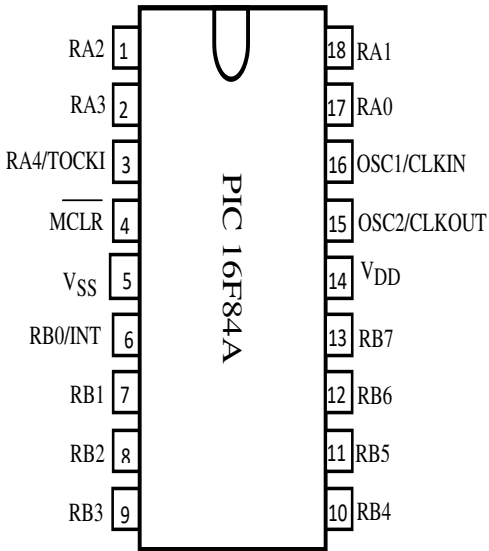 RA2 1 18 RA1
RA3 2 17 RA0
RA4/TOCKI 3 16 OSC1/CLKIN
MCLR 4 15 OSC2/CLKOUT
VSS 5 14 VDD
RB0/INT 6 13 RB7
RB1 7 12 RB6
RB2 8 11 RB5
RB3 9 10 RB4
PIC 16F84A